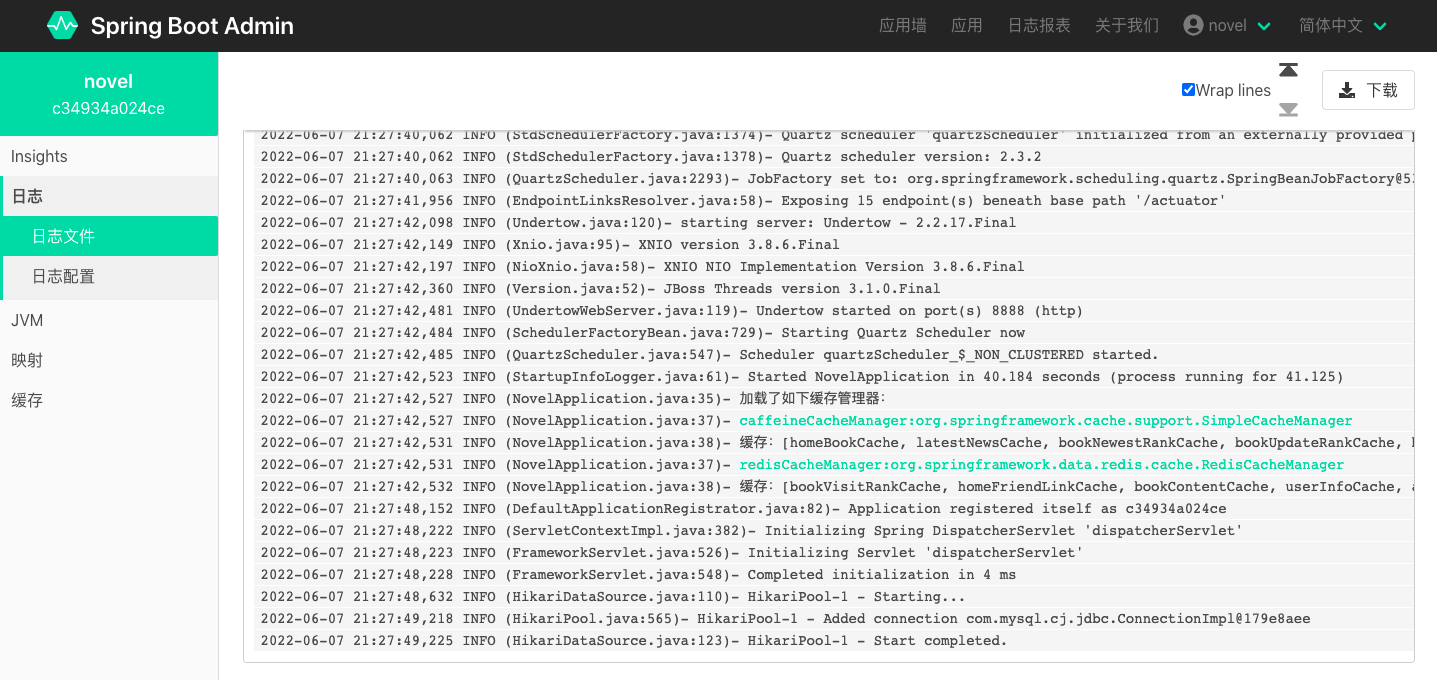 Spring Boot Admin
应用墙 应用 日志报表 关于我们 novel 简体中文
novel
c34934a024ce
Insights
日志
日志文件
日志配置
JVM
映射
缓存
Wrap lines
下载
2022-06-07 21:27:40,062 INFO (StdSchedulerFactory.java:1374)- Quartz scheduler 'quartzScheduler' initialized from an externally provided
2022-06-07 21:27:40,062 INFO (StdSchedulerFactory.java:1378)- Quartz scheduler version: 2.3.2
2022-06-07 21:27:40,063 INFO (QuartzScheduler.java:2293)- JobFactory set to: org.springframework.scheduling.quartz.SpringBeanJobFactory@53
2022-06-07 21:27:41,956 INFO (EndpointLinksResolver.java:58)- Exposing 15 endpoint(s) beneath base path '/actuator'
2022-06-07 21:27:42,098 INFO (Undertow.java:120)- starting server: Undertow - 2.2.17.Final
2022-06-07 21:27:42,149 INFO (Xnio.java:95)- XNIO version 3.8.6.Final
2022-06-07 21:27:42,197 INFO (NioXnio.java:58)- XNIO NIO Implementation Version 3.8.6.Final
2022-06-07 21:27:42,360 INFO (Version.java:52)- JBoss Threads version 3.1.0.Final
2022-06-07 21:27:42,481 INFO (UndertowWebServer.java:119)- Undertow started on port(s) 8888 (http)
2022-06-07 21:27:42,484 INFO (SchedulerFactoryBean.java:729)- Starting Quartz Scheduler now
2022-06-07 21:27:42,485 INFO (QuartzScheduler.java:547)- Scheduler quartzScheduler_$_NON_CLUSTERED started.
2022-06-07 21:27:42,523 INFO (StartupInfoLogger.java:61)- Started NovelApplication in 40.184 seconds (process running for 41.125)
2022-06-07 21:27:42,527 INFO (NovelApplication.java:35)- 加载了如下缓存管理器：
2022-06-07 21:27:42,527 INFO (NovelApplication.java:37)- caffeineCacheManager:org.springframework.cache.support.SimpleCacheManager
2022-06-07 21:27:42,531 INFO (NovelApplication.java:38)- 缓存：[homeBookCache, latestNewsCache, bookNewestRankCache, bookUpdateRankCache,
2022-06-07 21:27:42,531 INFO (NovelApplication.java:37)- redisCacheManager:org.springframework.data.redis.cache.RedisCacheManager
2022-06-07 21:27:42,532 INFO (NovelApplication.java:38)- 缓存：[bookVisitRankCache, homeFriendLinkCache, bookContentCache, userInfoCache,
2022-06-07 21:27:48,152 INFO (DefaultApplicationRegistrator.java:82)- Application registered itself as c34934a024ce
2022-06-07 21:27:48,222 INFO (ServletContextImpl.java:382)- Initializing Spring DispatcherServlet 'dispatcherServlet'
2022-06-07 21:27:48,223 INFO (FrameworkServlet.java:526)- Initializing Servlet 'dispatcherServlet'
2022-06-07 21:27:48,228 INFO (FrameworkServlet.java:548)- Completed initialization in 4 ms
2022-06-07 21:27:48,632 INFO (HikariDataSource.java:110)- HikariPool-1 - Starting...
2022-06-07 21:27:49,218 INFO (HikariPool.java:565)- HikariPool-1 - Added connection com.mysql.cj.jdbc.ConnectionImpl@179e8aee
2022-06-07 21:27:49,225 INFO (HikariDataSource.java:123)- HikariPool-1 - Start completed.